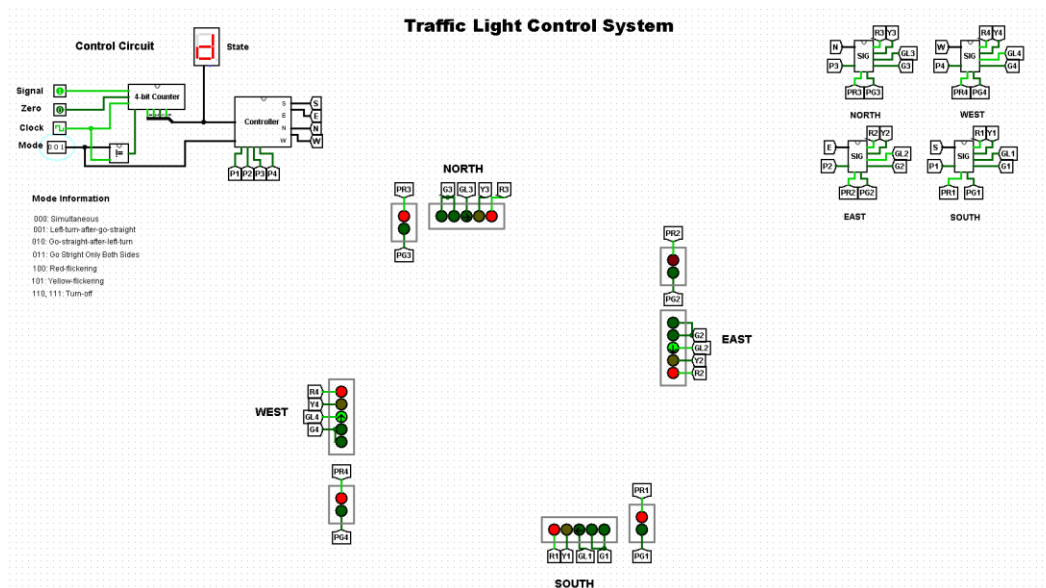 Traffic Light Control System
Control Circuit
State
Signal
Zero
Clock
Mode
0 0 1
4-bit Counter
!=
Controller
S
E
N
W
S
E
N
W
P1 P2 P3 P4
Mode Information
000: Simultaneous
001: Left-turn-after-go-straight
010: Go-straight-after-left-turn
011: Go Stright Only Both Sides
100: Red-flickering
101: Yellow-flickering
110, 111: Turn-off
R3 Y3
N
SIG
GL3
P3
G3
PR3 PG3
NORTH
R4 Y4
W
SIG
GL4
P4
G4
PR4 PG4
WEST
R2 Y2
E
SIG
GL2
P2
G2
PR2 PG2
EAST
R1 Y1
S
SIG
GL1
P1
G1
PR1 PG1
SOUTH
NORTH
PR3
G3 GL3 Y3 R3
PG3
PR2
PG2
G2
GL2
Y2
R2
EAST
WEST
R4
Y4
GL4
G4
PR4
PG4
PR1
R1 Y1 GL1 G1
PG1
SOUTH